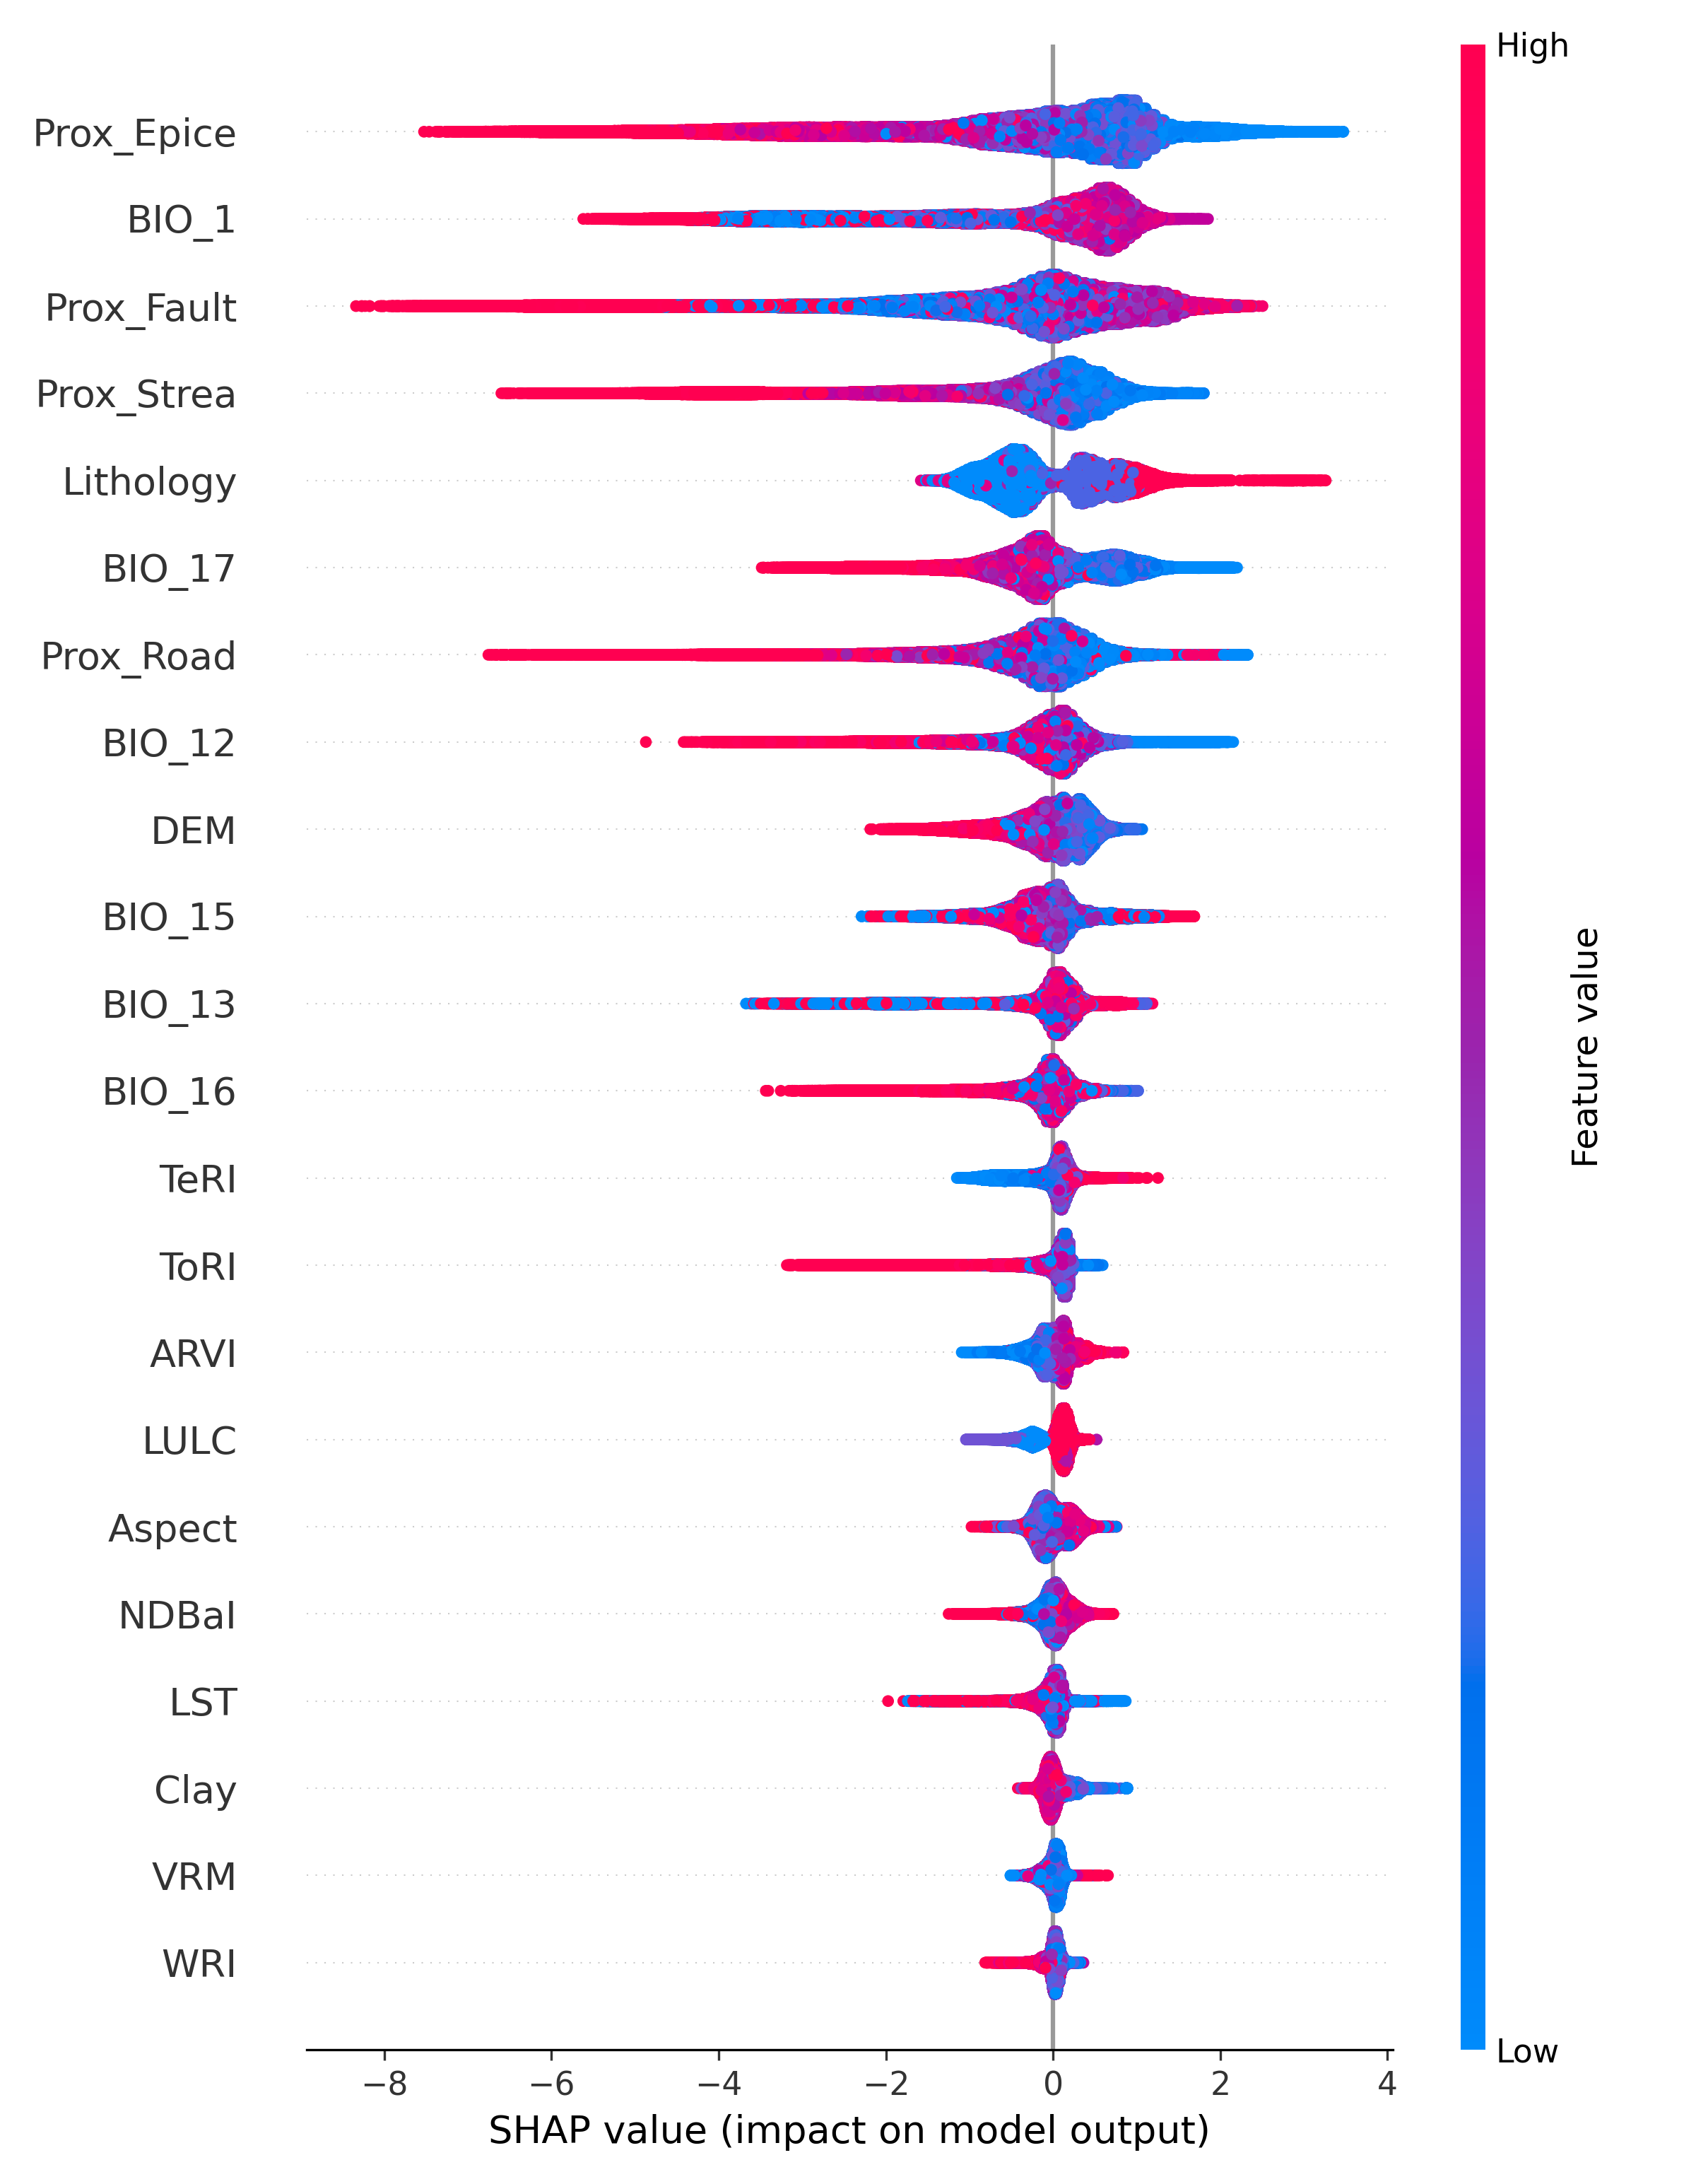 High
Prox_Epice
BIO_1
Prox_Fault
Prox_Strea
Lithology
BIO_17
Prox_Road
BIO_12
DEM
BIO_15
BIO_13
BIO_16
TeRI
ToRI
ARVI
LULC
Aspect
NDBaI
LST
Clay
VRM
WRI
Feature value
Low
−8 −6 −4 −2 0 2 4
SHAP value (impact on model output)